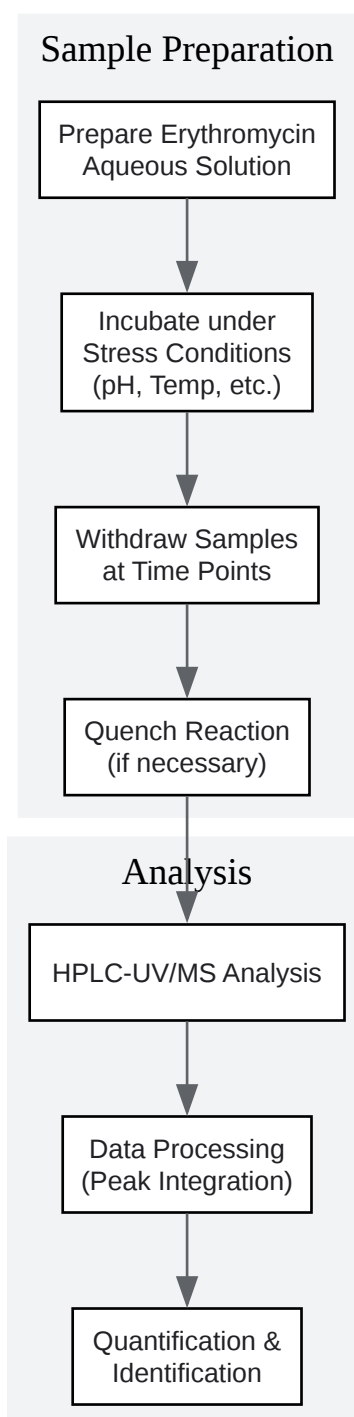 Sample Preparation
Prepare Erythromycin
Aqueous Solution
Incubate under
Stress Conditions
(pH, Temp, etc.)
Withdraw Samples
at Time Points
Quench Reaction
(if necessary)
Analysis
HPLC-UV/MS Analysis
Data Processing
(Peak Integration)
Quantification &
Identification